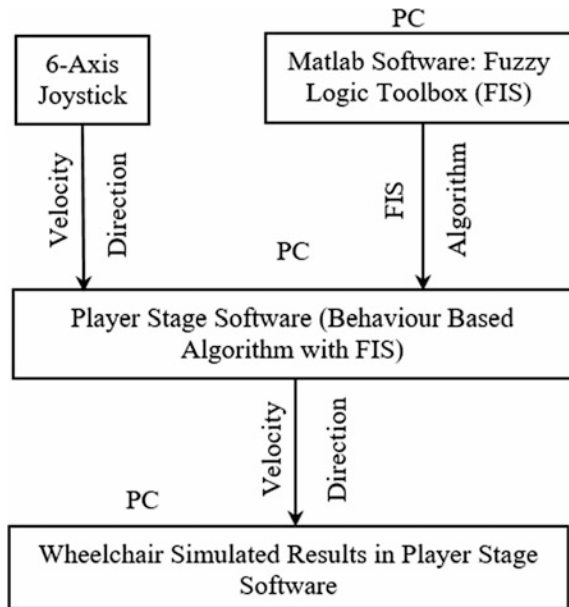 PC
6-Axis
Joystick
Matlab Software: Fuzzy
Logic Toolbox (FIS)
Velocity
Direction
FIS
Algorithm
PC
Player Stage Software (Behaviour Based
Algorithm with FIS)
Velocity
Direction
PC
Wheelchair Simulated Results in Player Stage
Software